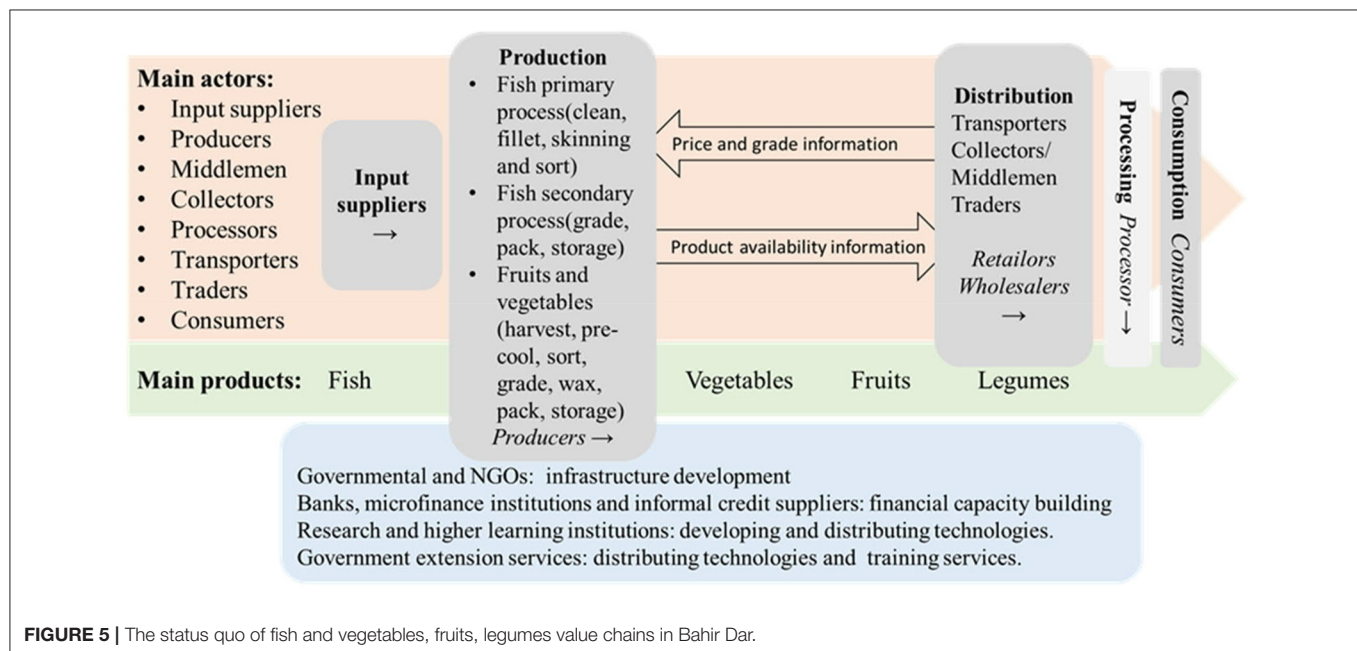 Main actors:
• Input suppliers
• Producers
• Middlemen
• Collectors
• Processors
• Transporters
• Traders
• Consumers
Input
suppliers
→
Production
• Fish primary
process(clean,
fillet, skinning
and sort)
• Fish secondary
process(grade,
pack, storage)
• Fruits and
vegetables
(harvest, pre-
cool, sort,
grade, wax,
pack, storage)
Producers →
Price and grade information
Product availability information
Distribution
Transporters
Collectors/
Middlemen
Traders
Retailors
Wholesalers
→
Processing Processor →
Consumption Consumers
Main products: Fish Vegetables Fruits Legumes
Governmental and NGOs: infrastructure development
Banks, microfinance institutions and informal credit suppliers: financial capacity building
Research and higher learning institutions: developing and distributing technologies.
Government extension services: distributing technologies and training services.
FIGURE 5 | The status quo of fish and vegetables, fruits, legumes value chains in Bahir Dar.